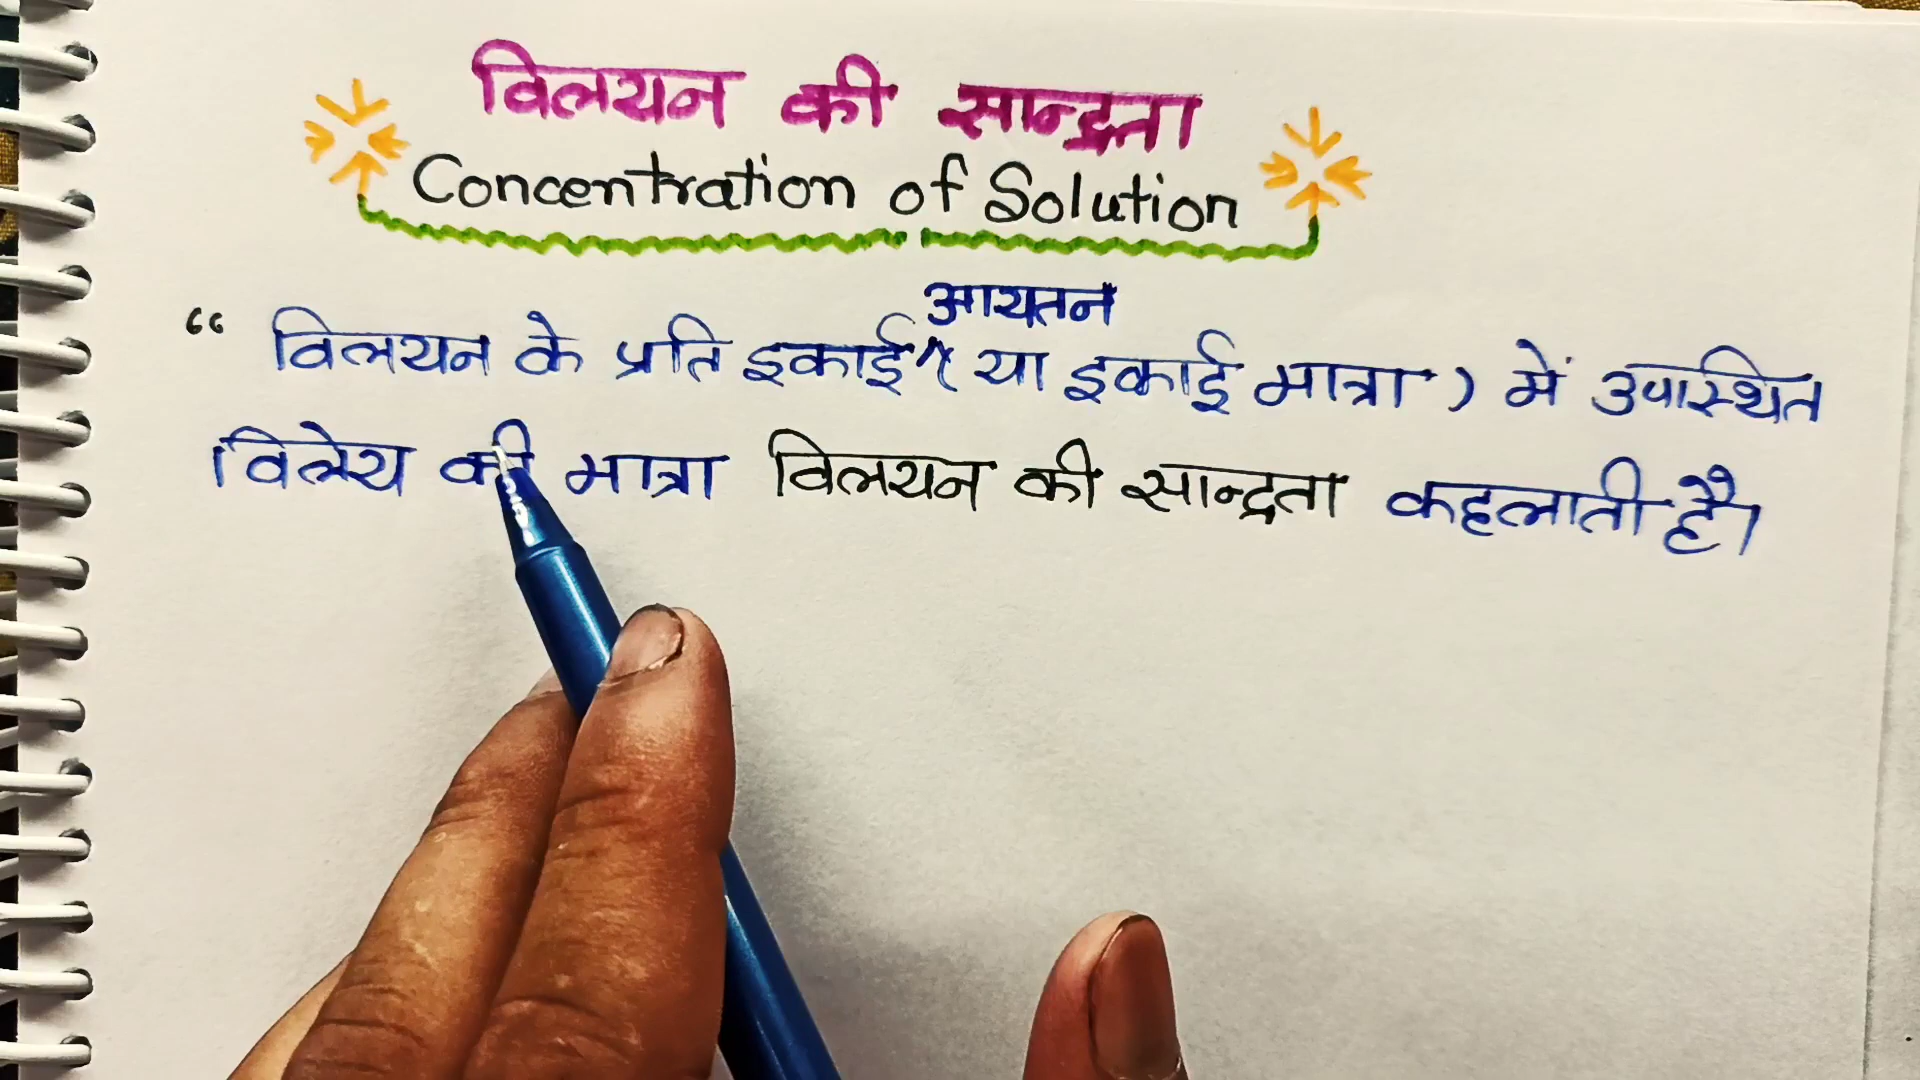 विलयन की सान्द्रता
Concentration of Solution
“ विलयन के प्रति इकाई आयतन (या इकाई मात्रा) में उपस्थित
विलेय की मात्रा विलयन की सान्द्रता कहलाती है।